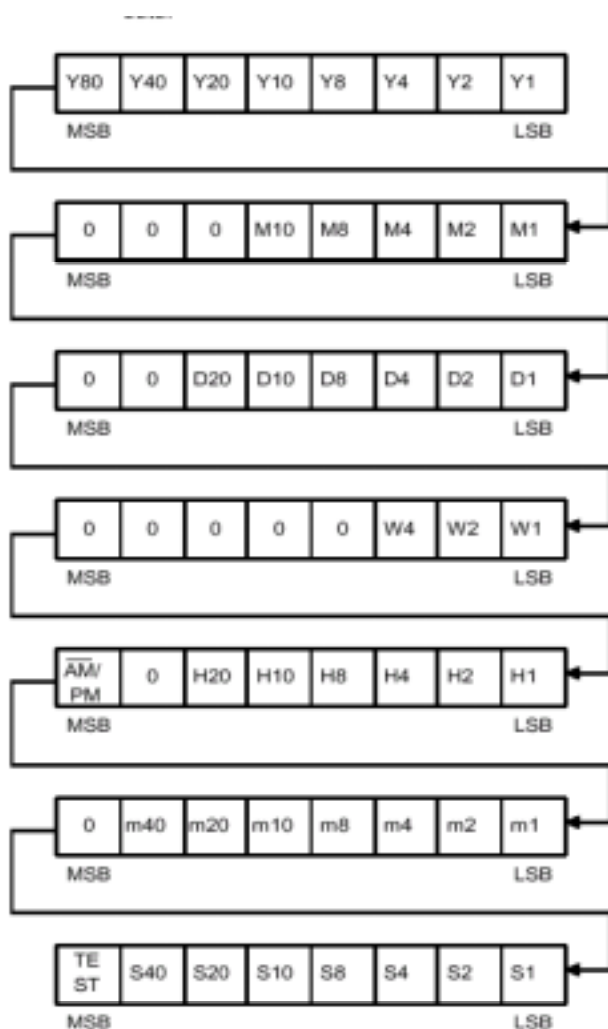 Y80 Y40 Y20 Y10 Y8 Y4 Y2 Y1
MSB LSB
0 0 0 M10 M8 M4 M2 M1
MSB LSB
0 0 D20 D10 D8 D4 D2 D1
MSB LSB
0 0 0 0 0 W4 W2 W1
MSB LSB
AM/
PM 0 H20 H10 H8 H4 H2 H1
MSB LSB
0 m40 m20 m10 m8 m4 m2 m1
MSB LSB
TE
ST S40 S20 S10 S8 S4 S2 S1
MSB LSB